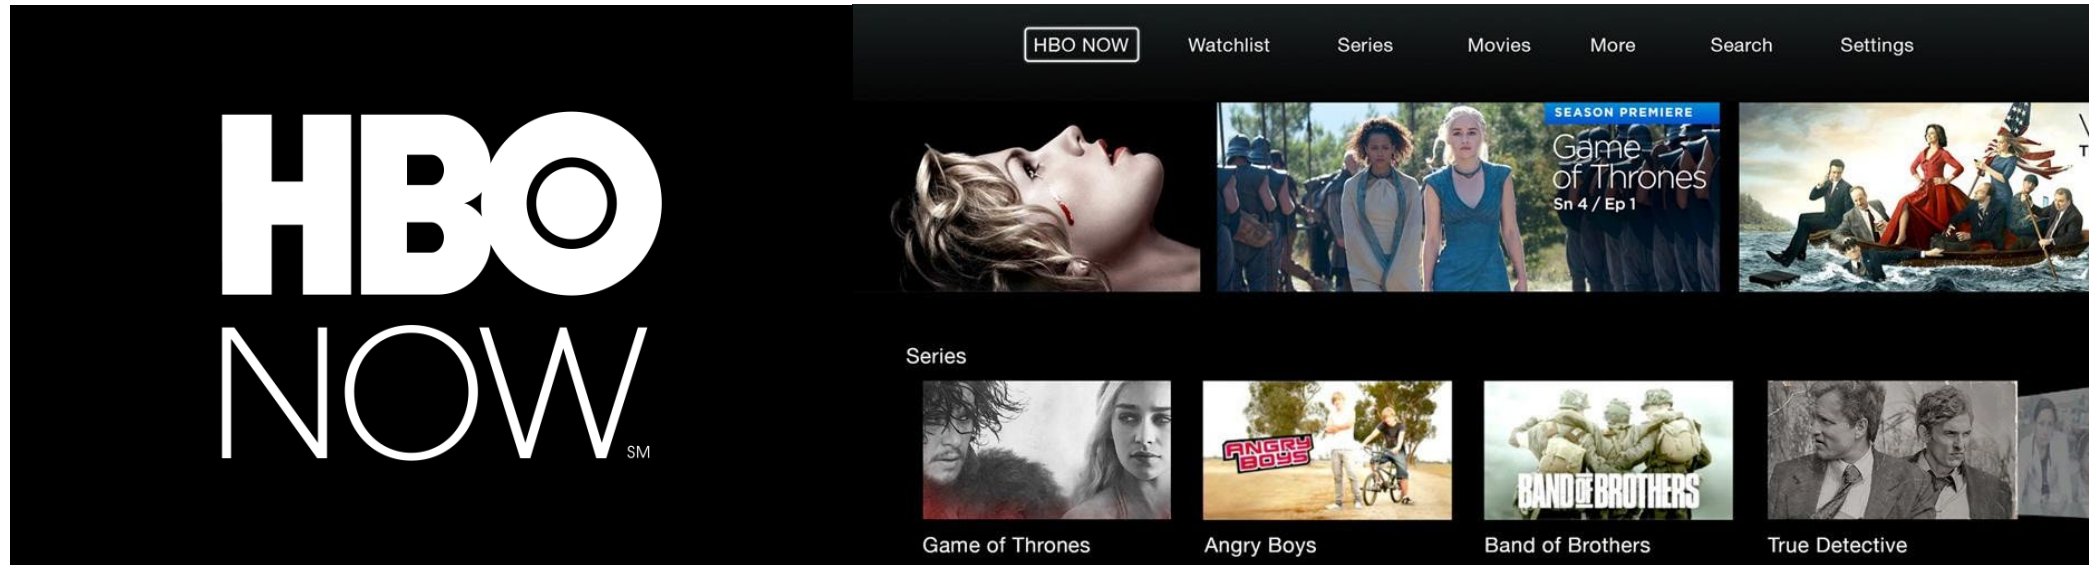 HBO
NOW
SM
HBO NOW Watchlist Series Movies More Search Settings
SEASON PREMIERE
Game
of Thrones
Sn 4 / Ep 1
Series
ANGRY
BOYS
BAND OF BROTHERS
Game of Thrones Angry Boys Band of Brothers True Detective